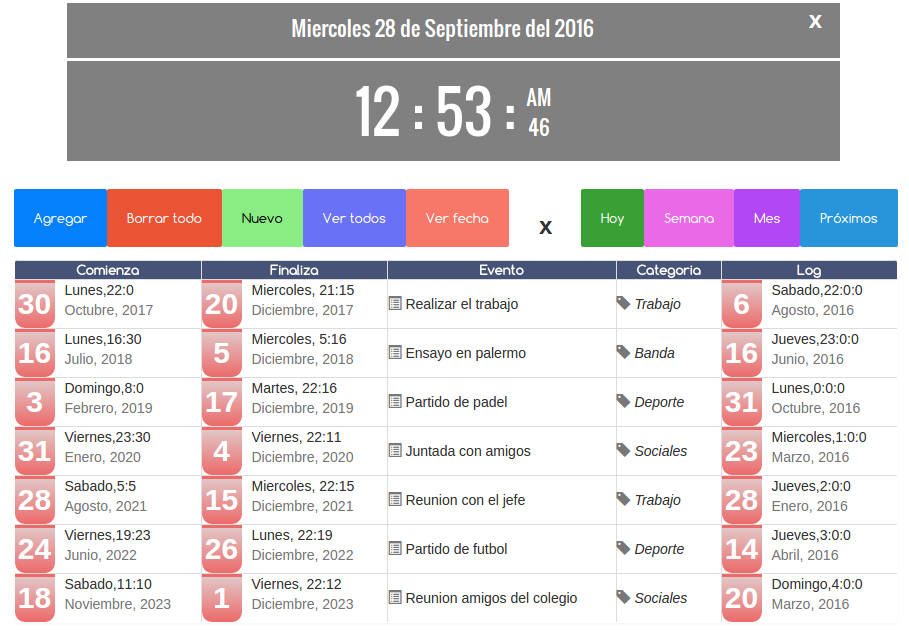 Miercoles 28 de Septiembre del 2016 x
12 : 53 : AM 46
Agregar Borrar todo Nuevo Ver todos Ver fecha x Hoy Semana Mes Próximos
Comienza Finaliza Evento Categoria Log
30 Lunes,22:0 20 Miercoles, 21:15 Realizar el trabajo Trabajo 6 Sabado,22:0:0
Octubre, 2017 Diciembre, 2017 Agosto, 2016
16 Lunes,16:30 5 Miercoles, 5:16 Ensayo en palermo Banda 16 Jueves,23:0:0
Julio, 2018 Diciembre, 2018 Junio, 2016
3 Domingo,8:0 17 Martes, 22:16 Partido de padel Deporte 31 Lunes,0:0:0
Febrero, 2019 Diciembre, 2019 Octubre, 2016
31 Viernes,23:30 4 Viernes, 22:11 Juntada con amigos Sociales 23 Miercoles,1:0:0
Enero, 2020 Diciembre, 2020 Marzo, 2016
28 Sabado,5:5 15 Miercoles, 22:15 Reunion con el jefe Trabajo 28 Jueves,2:0:0
Agosto, 2021 Diciembre, 2021 Enero, 2016
24 Viernes,19:23 26 Lunes, 22:19 Partido de futbol Deporte 14 Jueves,3:0:0
Junio, 2022 Diciembre, 2022 Abril, 2016
18 Sabado,11:10 1 Viernes, 22:12 Reunion amigos del colegio Sociales 20 Domingo,4:0:0
Noviembre, 2023 Diciembre, 2023 Marzo, 2016